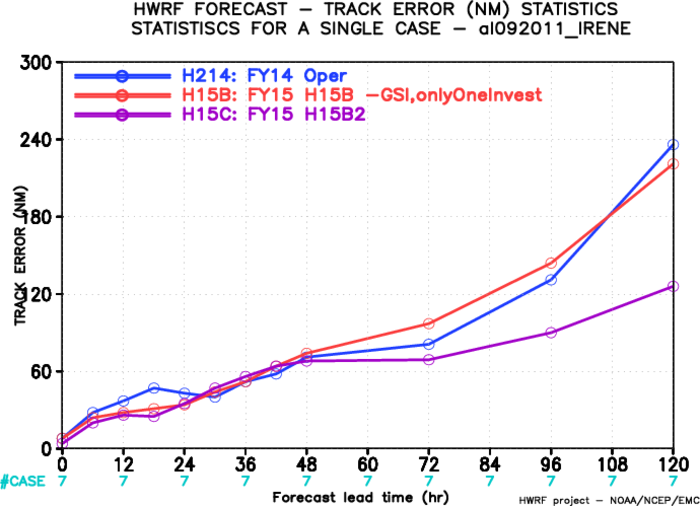 HWRF FORECAST – TRACK ERROR (NM) STATISTICS
STATISTISCS FOR A SINGLE CASE – al092011_IRENE
H214: FY14 Oper
H15B: FY15 H15B –GSI,onlyOneInvest
H15C: FY15 H15B2
TRACK ERROR (NM)
300
240
180
120
60
0
0 12 24 36 48 60 72 84 96 108 120
#CASE 7 7 7 7 7 7 7 7 7 7 7
Forecast lead time (hr)
HWRF project – NOAA/NCEP/EMC